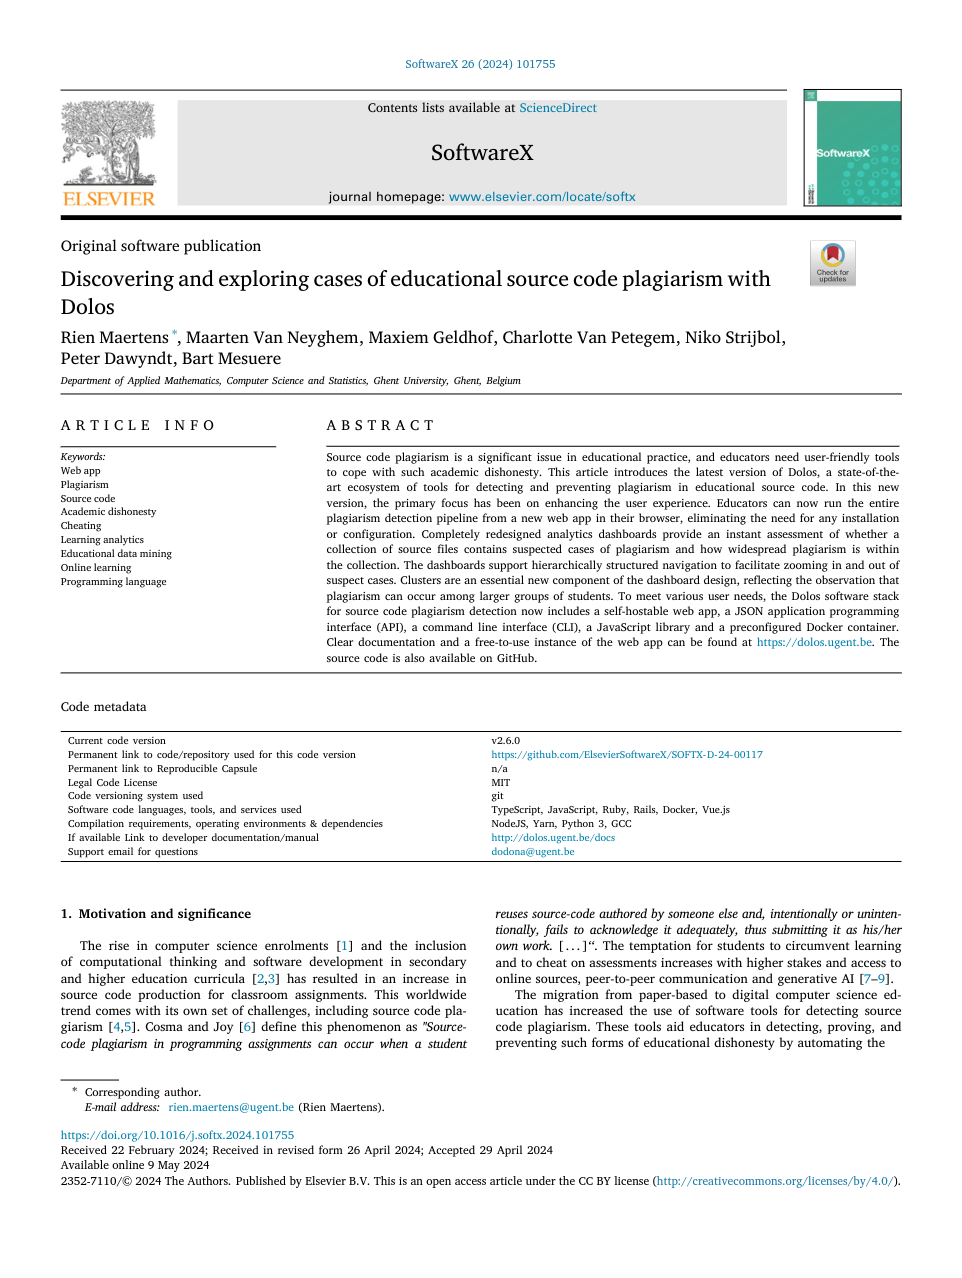 SoftwareX 26 (2024) 101755
Contents lists available at ScienceDirect
SoftwareX
journal homepage: www.elsevier.com/locate/softx
ELSEVIER
SoftwareX
Original software publication
Check for
updates
Discovering and exploring cases of educational source code plagiarism with
Dolos
Rien Maertens *, Maarten Van Neyghem, Maxiem Geldhof, Charlotte Van Petegem, Niko Strijbol,
Peter Dawyndt, Bart Mesuere
Department of Applied Mathematics, Computer Science and Statistics, Ghent University, Ghent, Belgium
ARTICLE INFO
Keywords:
Web app
Plagiarism
Source code
Academic dishonesty
Cheating
Learning analytics
Educational data mining
Online learning
Programming language
ABSTRACT
Source code plagiarism is a significant issue in educational practice, and educators need user-friendly tools
to cope with such academic dishonesty. This article introduces the latest version of Dolos, a state-of-the-
art ecosystem of tools for detecting and preventing plagiarism in educational source code. In this new
version, the primary focus has been on enhancing the user experience. Educators can now run the entire
plagiarism detection pipeline from a new web app in their browser, eliminating the need for any installation
or configuration. Completely redesigned analytics dashboards provide an instant assessment of whether a
collection of source files contains suspected cases of plagiarism and how widespread plagiarism is within
the collection. The dashboards support hierarchically structured navigation to facilitate zooming in and out of
suspect cases. Clusters are an essential new component of the dashboard design, reflecting the observation that
plagiarism can occur among larger groups of students. To meet various user needs, the Dolos software stack
for source code plagiarism detection now includes a self-hostable web app, a JSON application programming
interface (API), a command line interface (CLI), a JavaScript library and a preconfigured Docker container.
Clear documentation and a free-to-use instance of the web app can be found at https://dolos.ugent.be. The
source code is also available on GitHub.
Code metadata
Current code version v2.6.0
Permanent link to code/repository used for this code version https://github.com/ElsevierSoftwareX/SOFTX-D-24-00117
Permanent link to Reproducible Capsule n/a
Legal Code License MIT
Code versioning system used git
Software code languages, tools, and services used TypeScript, JavaScript, Ruby, Rails, Docker, Vue.js
Compilation requirements, operating environments & dependencies NodeJS, Yarn, Python 3, GCC
If available Link to developer documentation/manual http://dolos.ugent.be/docs
Support email for questions dodona@ugent.be
1. Motivation and significance
The rise in computer science enrolments [1] and the inclusion
of computational thinking and software development in secondary
and higher education curricula [2,3] has resulted in an increase in
source code production for classroom assignments. This worldwide
trend comes with its own set of challenges, including source code pla-
giarism [4,5]. Cosma and Joy [6] define this phenomenon as "Source-
code plagiarism in programming assignments can occur when a student
reuses source-code authored by someone else and, intentionally or uninten-
tionally, fails to acknowledge it adequately, thus submitting it as his/her
own work. [...]“. The temptation for students to circumvent learning
and to cheat on assessments increases with higher stakes and access to
online sources, peer-to-peer communication and generative AI [7–9].
The migration from paper-based to digital computer science ed-
ucation has increased the use of software tools for detecting source
code plagiarism. These tools aid educators in detecting, proving, and
preventing such forms of educational dishonesty by automating the
* Corresponding author.
E-mail address: rien.maertens@ugent.be (Rien Maertens).
https://doi.org/10.1016/j.softx.2024.101755
Received 22 February 2024; Received in revised form 26 April 2024; Accepted 29 April 2024
Available online 9 May 2024
2352-7110/© 2024 The Authors. Published by Elsevier B.V. This is an open access article under the CC BY license (http://creativecommons.org/licenses/by/4.0/).